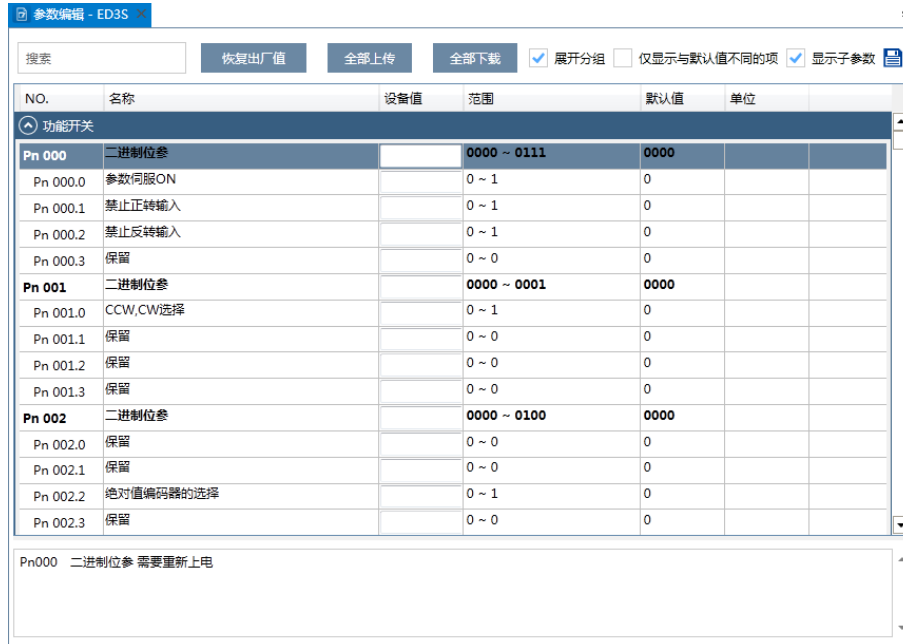 参数编辑 - ED3S ×
搜索 恢复出厂值 全部上传 全部下载 展开分组 仅显示与默认值不同的项 显示子参数
NO. 名称 设备值 范围 默认值 单位
功能开关
Pn 000 二进制位参 0000 ~ 0111 0000
Pn 000.0 参数伺服ON 0 ~ 1 0
Pn 000.1 禁止正转输入 0 ~ 1 0
Pn 000.2 禁止反转输入 0 ~ 1 0
Pn 000.3 保留 0 ~ 0 0
Pn 001 二进制位参 0000 ~ 0001 0000
Pn 001.0 CCW,CW选择 0 ~ 1 0
Pn 001.1 保留 0 ~ 0 0
Pn 001.2 保留 0 ~ 0 0
Pn 001.3 保留 0 ~ 0 0
Pn 002 二进制位参 0000 ~ 0100 0000
Pn 002.0 保留 0 ~ 0 0
Pn 002.1 保留 0 ~ 0 0
Pn 002.2 绝对值编码器的选择 0 ~ 1 0
Pn 002.3 保留 0 ~ 0 0
Pn000 二进制位参 需要重新上电